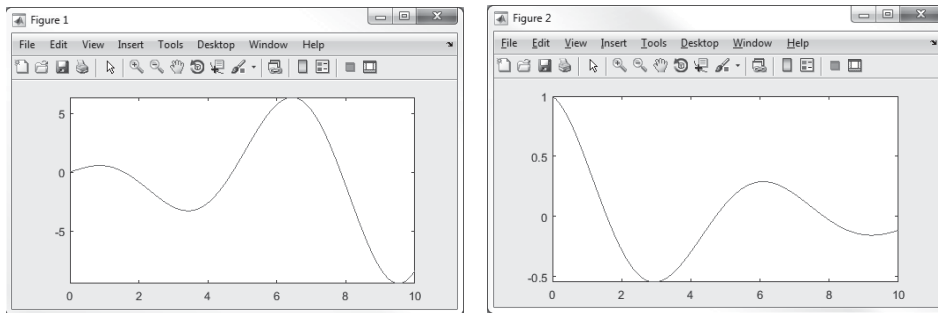 Figure 1
File Edit View Insert Tools Desktop Window Help
5
0
-5
0 2 4 6 8 10
Figure 2
File Edit View Insert Tools Desktop Window Help
1
0.5
0
-0.5
0 2 4 6 8 10